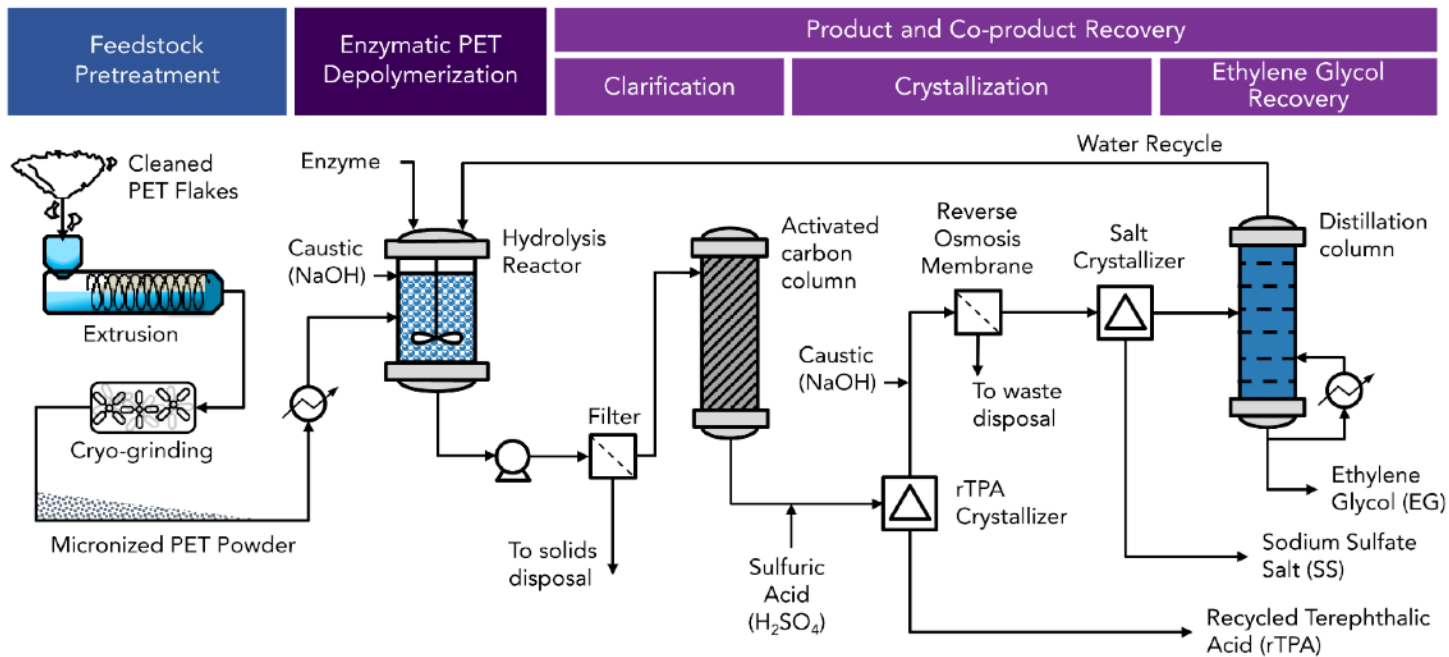 Feedstock
Pretreatment
Enzymatic PET
Depolymerization
Product and Co-product Recovery
Clarification
Crystallization
Ethylene Glycol
Recovery
Cleaned
PET Flakes
Extrusion
Cryo-grinding
Micronized PET Powder
Enzyme
Caustic
(NaOH)
Hydrolysis
Reactor
Filter
To solids
disposal
Activated
carbon
column
Sulfuric
Acid
(H₂SO₄)
Caustic
(NaOH)
rTPA
Crystallizer
Reverse
Osmosis
Membrane
To waste
disposal
Salt
Crystallizer
Water Recycle
Distillation
column
Ethylene
Glycol (EG)
Sodium Sulfate
Salt (SS)
Recycled Terephthalic
Acid (rTPA)